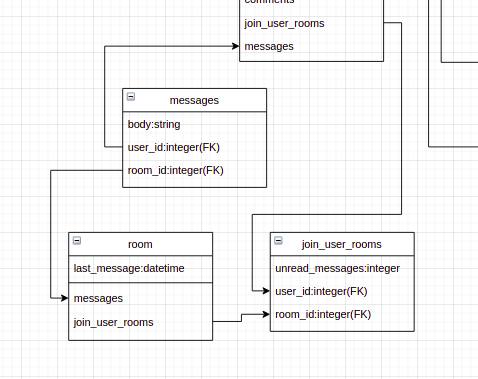 comments
join_user_rooms
messages
messages
body:string
user_id:integer(FK)
room_id:integer(FK)
room
last_message:datetime
messages
join_user_rooms
join_user_rooms
unread_messages:integer
user_id:integer(FK)
room_id:integer(FK)